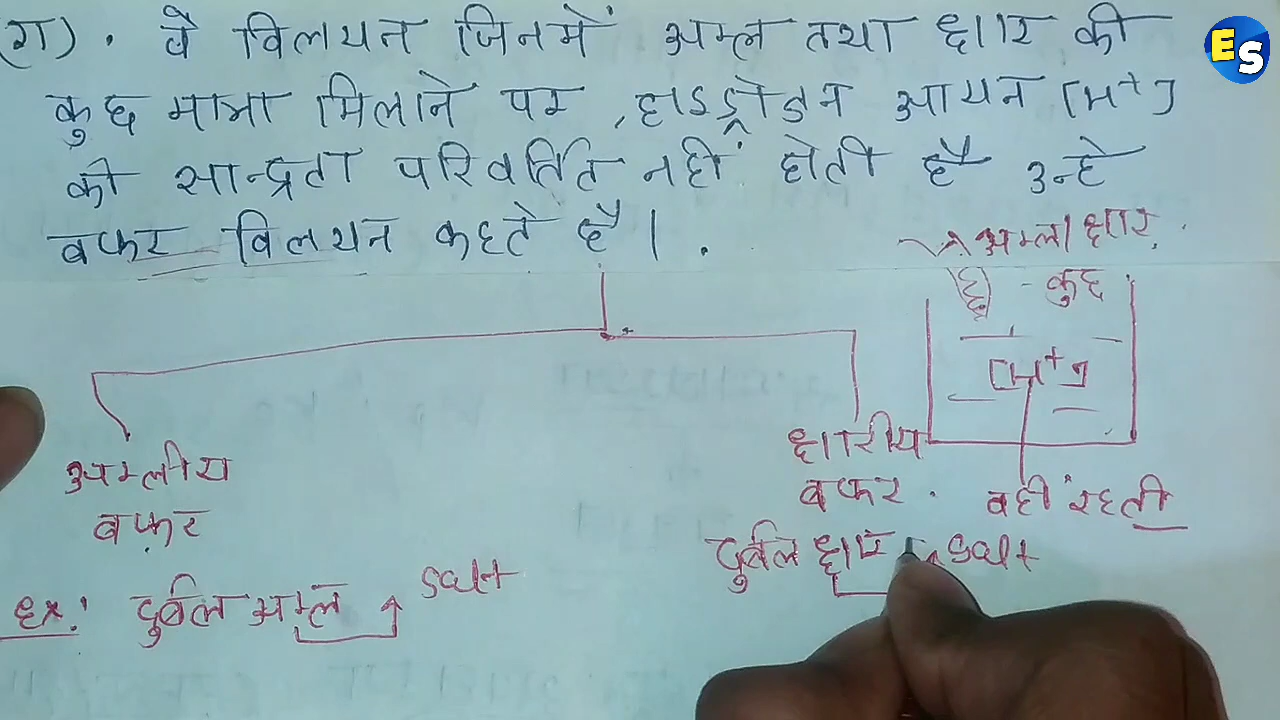 (ग). वे विलयन जिनमें अम्ल तथा क्षार की
कुछ मात्रा मिलाने पर, हाइड्रोजन आयन [H+]
की सान्द्रता परिवर्तित नहीं होती है उन्हे
बफर विलयन कहते है।
अम्ल/क्षार
कुछ
[H+]
अम्लीय
बफर
क्षारीय
बफर
वही रहती
ex: दुर्बल अम्ल salt
दुर्बल क्षार salt
ES